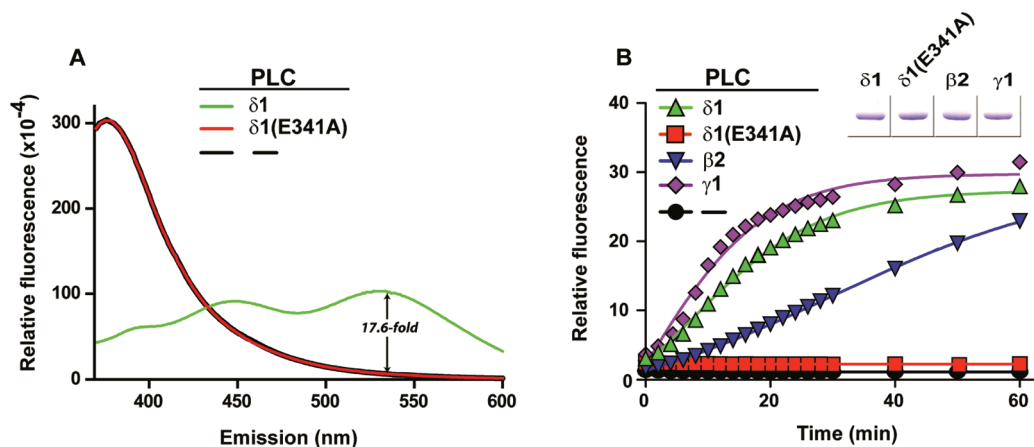 A
PLC
δ1
δ1(E341A)
— —
17.6-fold
Relative fluorescence (x10⁻⁴)
300
200
100
0
400
450
500
550
600
Emission (nm)
B
PLC
δ1
δ1(E341A)
β2
γ1
—
δ1
δ1(E341A)
β2
γ1
Relative fluorescence
40
30
20
10
0
0
20
40
60
Time (min)